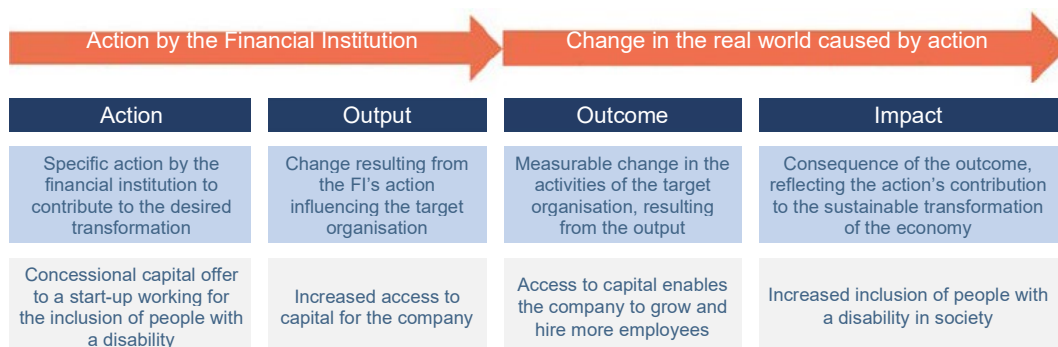 Action by the Financial Institution
Change in the real world caused by action
Action
Output
Outcome
Impact
Specific action by the
financial institution to
contribute to the desired
transformation
Change resulting from
the FI's action
influencing the target
organisation
Measurable change in the
activities of the target
organisation, resulting
from the output
Consequence of the outcome,
reflecting the action's contribution
to the sustainable transformation
of the economy
Concessional capital offer
to a start-up working for
the inclusion of people with
a disability
Increased access to
capital for the company
Access to capital enables
the company to grow and
hire more employees
Increased inclusion of people with
a disability in society